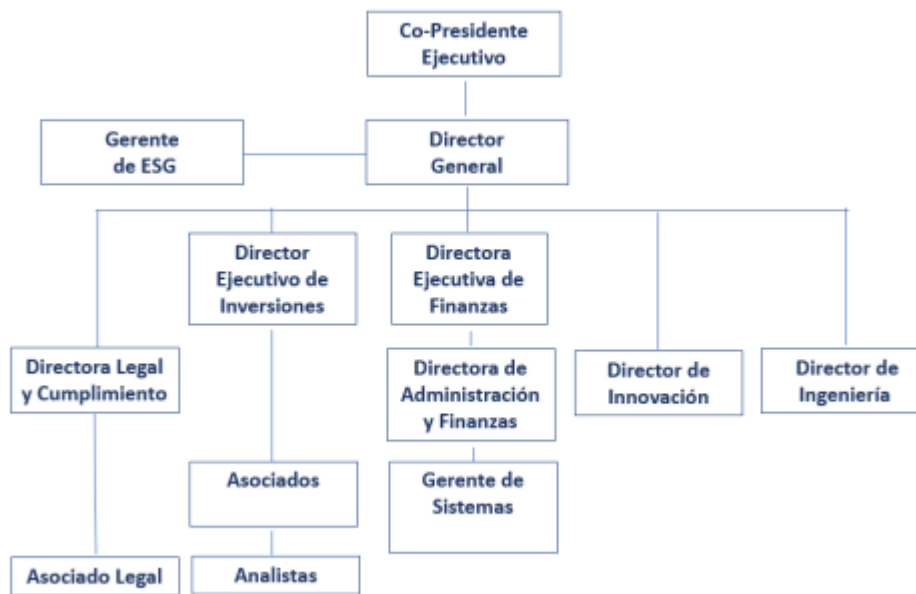 Co-Presidente
Ejecutivo
Gerente
de ESG
Director
General
Director
Ejecutivo de
Inversiones
Directora
Ejecutiva de
Finanzas
Directora Legal
y Cumplimiento
Directora de
Administración
y Finanzas
Director de
Innovación
Director de
Ingeniería
Asociados
Gerente de
Sistemas
Asociado Legal
Analistas